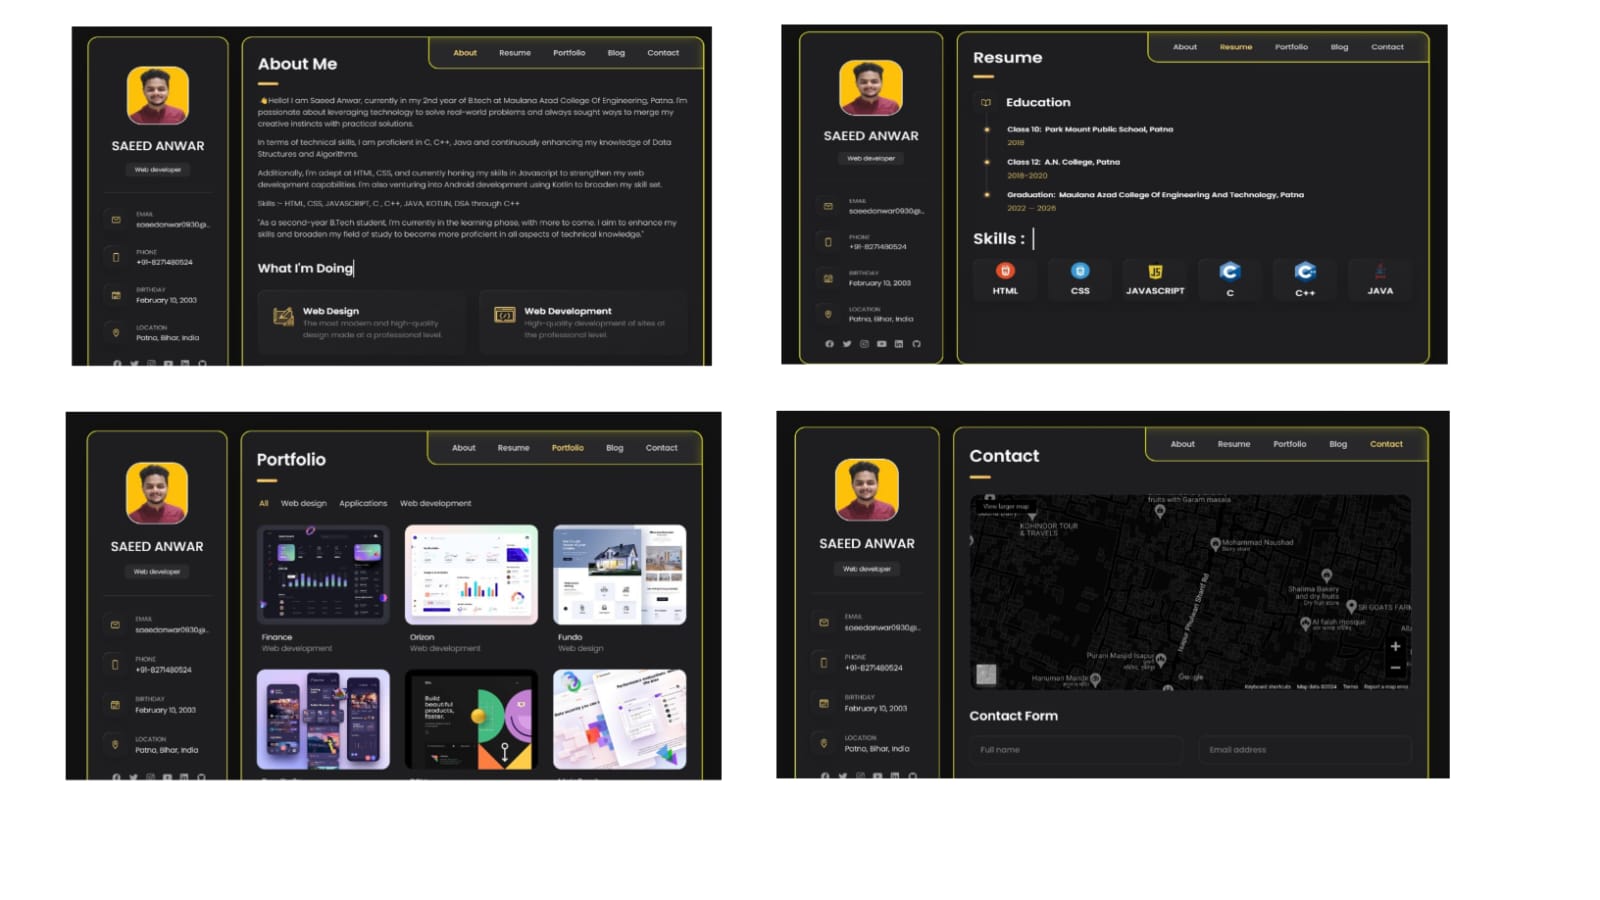 About
Resume
Portfolio
Blog
Contact
About Me
SAEED ANWAR
Web developer
EMAIL
saeedanwar0930@..
PHONE
+91-8271480524
BIRTHDAY
February 10, 2003
LOCATION
Patna, Bihar, India
👋Hello! I am Saeed Anwar, currently in my 2nd year of B.tech at Maulana Azad College Of Engineering, Patna. I'm
passionate about leveraging technology to solve real-world problems and always sought ways to merge my
creative instincts with practical solutions.
In terms of technical skills, I am proficient in C, C++, Java and continuously enhancing my knowledge of Data
Structures and Algorithms.
Additionally, I'm adept at HTML, CSS, and currently honing my skills in Javascript to strengthen my web
development capabilities. I'm also venturing into Android development using Kotlin to broaden my skill set.
Skills :- HTML, CSS, JAVASCRIPT, C , C++, JAVA, KOTLIN, DSA through C++
"As a second-year B.Tech student, I'm currently in the learning phase, with more to come. I aim to enhance my
skills and broaden my field of study to become more proficient in all aspects of technical knowledge."
What I'm Doing
Web Design
The most modern and high-quality
design made at a professional level.
Web Development
High-quality development of sites at
the professional level.
About
Resume
Portfolio
Blog
Contact
Resume
SAEED ANWAR
Web developer
EMAIL
saeedanwar0930@..
PHONE
+91-8271480524
BIRTHDAY
February 10, 2003
LOCATION
Patna, Bihar, India
Education
Class 10: Park Mount Public School, Patna
2018
Class 12: A.N. College, Patna
2018-2020
Graduation: Maulana Azad College Of Engineering And Technology, Patna
2022 — 2026
Skills :
HTML
CSS
JAVASCRIPT
C
C++
JAVA
About
Resume
Portfolio
Blog
Contact
Portfolio
SAEED ANWAR
Web developer
EMAIL
saeedanwar0930@..
PHONE
+91-8271480524
BIRTHDAY
February 10, 2003
LOCATION
Patna, Bihar, India
All
Web design
Applications
Web development
Finance
Web development
Orizon
Web development
Fundo
Web design
Build
beautiful
products,
faster.
About
Resume
Portfolio
Blog
Contact
Contact
SAEED ANWAR
Web developer
EMAIL
saeedanwar0930@..
PHONE
+91-8271480524
BIRTHDAY
February 10, 2003
LOCATION
Patna, Bihar, India
View larger map
fruits with Garam masala
KOHINOOR TOUR
& TRAVELS
Mohammad Naushad
Dairy store
Shalima Bakery
and dry fruits
Dry fruit store
SR GOATS FARM
Al falah mosque
Purani Masjid Isapur
Hanuman Mandir
Google
Keyboard shortcuts
Map data ©2024
Terms
Report a map error
Contact Form
Full name
Email address